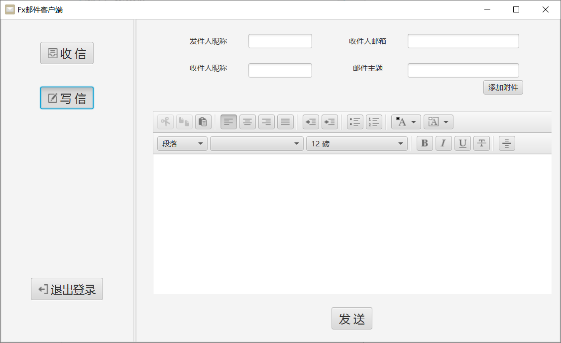 Fx邮件客户端
收信
写信
退出登录
发件人昵称
收件人邮箱
收件人昵称
邮件主题
添加附件
段落
12 磅
B I U T
发送